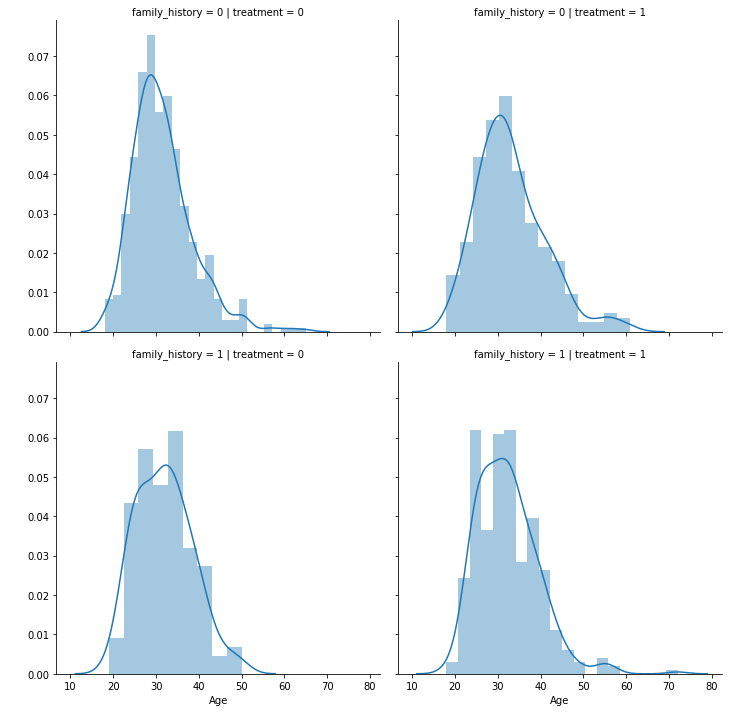 family_history = 0 | treatment = 0
family_history = 0 | treatment = 1
0.07
0.06
0.05
0.04
0.03
0.02
0.01
0.00
family_history = 1 | treatment = 0
family_history = 1 | treatment = 1
0.07
0.06
0.05
0.04
0.03
0.02
0.01
0.00
10 20 30 40 50 60 70 80
10 20 30 40 50 60 70 80
Age
Age